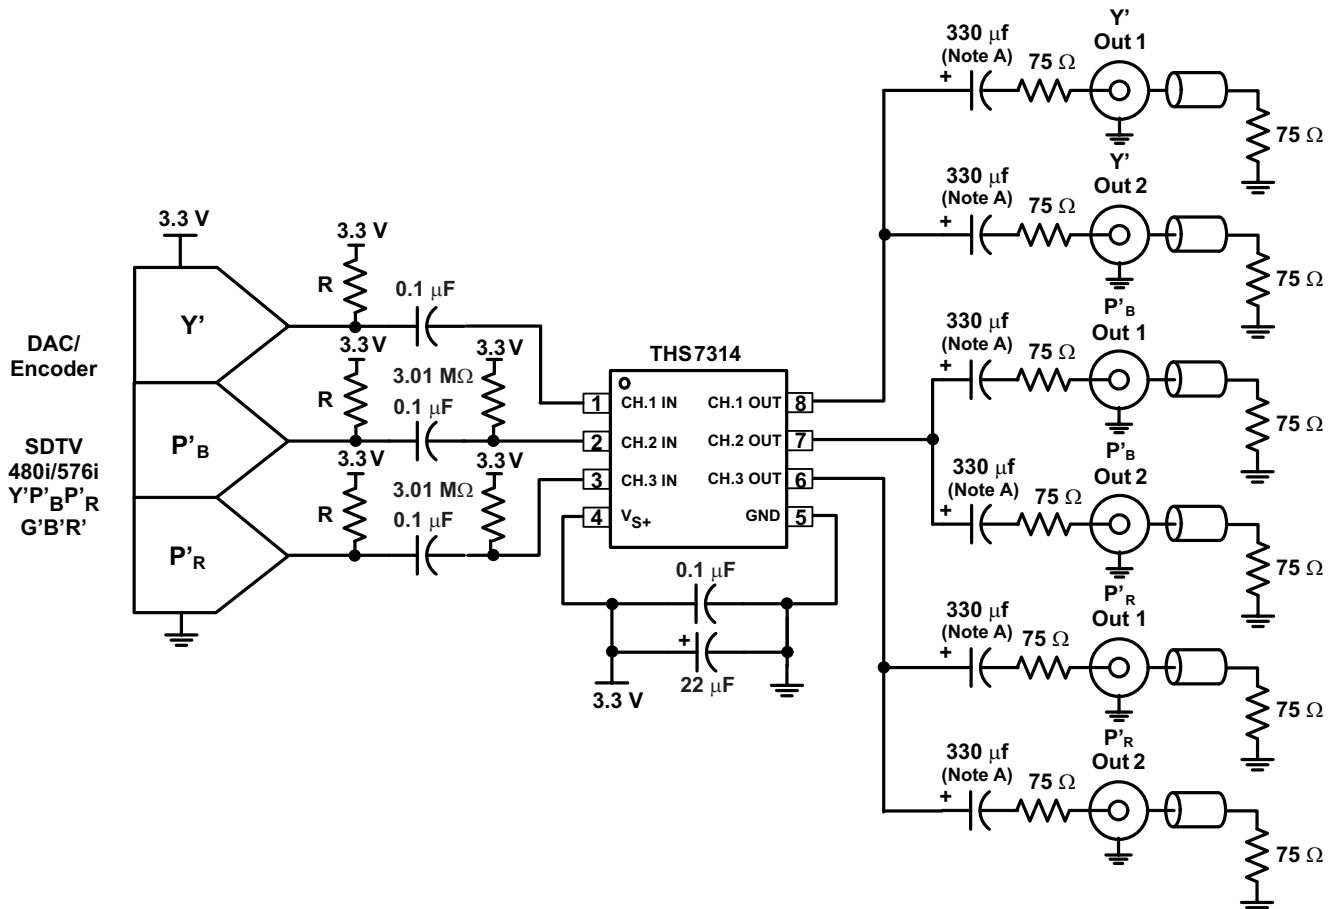 DAC/
Encoder
SDTV
480i/576i
Y'P'BP'R
G'B'R'
3.3 V
Y'
P'B
P'R
3.3 V
R
0.1 μF
3.3 V
R
3.01 MΩ
0.1 μF
3.3 V
3.3 V
R
3.01 MΩ
0.1 μF
3.3 V
THS7314
1
CH.1 IN
CH.1 OUT
8
2
CH.2 IN
CH.2 OUT
7
3
CH.3 IN
CH.3 OUT
6
4
VS+
GND
5
0.1 μF
+
22 μF
3.3 V
330 μf
(Note A)
+
75 Ω
Y'
Out 1
75 Ω
330 μf
(Note A)
+
75 Ω
Y'
Out 2
75 Ω
330 μf
(Note A)
+
75 Ω
P'B
Out 1
75 Ω
330 μf
(Note A)
+
75 Ω
P'B
Out 2
75 Ω
330 μf
(Note A)
+
75 Ω
P'R
Out 1
75 Ω
330 μf
(Note A)
+
75 Ω
P'R
Out 2
75 Ω